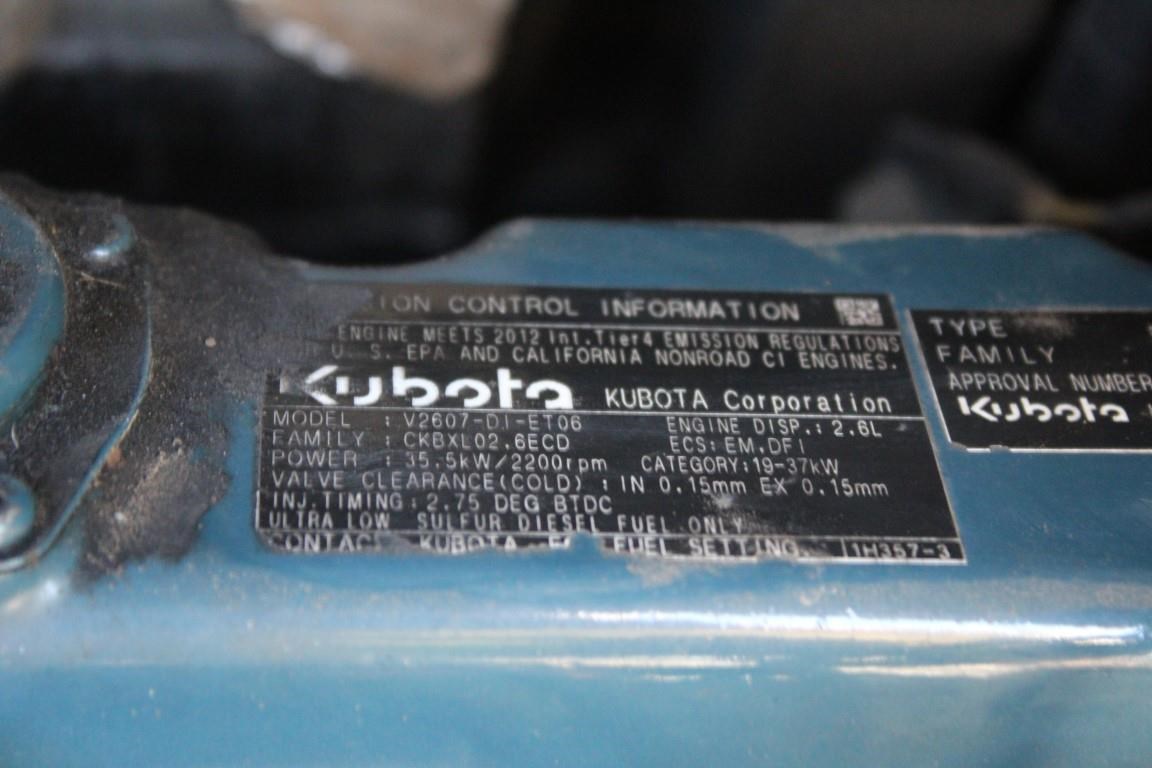 ION CONTROL INFORMATION
ENGINE MEETS 2012 Int.Tier4 EMISSION REGULATIONS
U.S. EPA AND CALIFORNIA NONROAD CI ENGINES.
Kubota KUBOTA Corporation
MODEL : V2607-DI-ET06 ENGINE DISP.: 2.6L
FAMILY : CKBXL02.6ECD ECS: EM,DFI
POWER : 35.5kW/2200rpm CATEGORY:19-37kW
VALVE CLEARANCE(COLD) : IN 0.15mm EX 0.15mm
INJ.TIMING:2.75 DEG BTDC
ULTRA LOW SULFUR DIESEL FUEL ONLY
CONTAC KUBOTA FUEL SETTING. 1H357-3
TYPE
FAMILY
APPROVAL NUMBER
Kubota